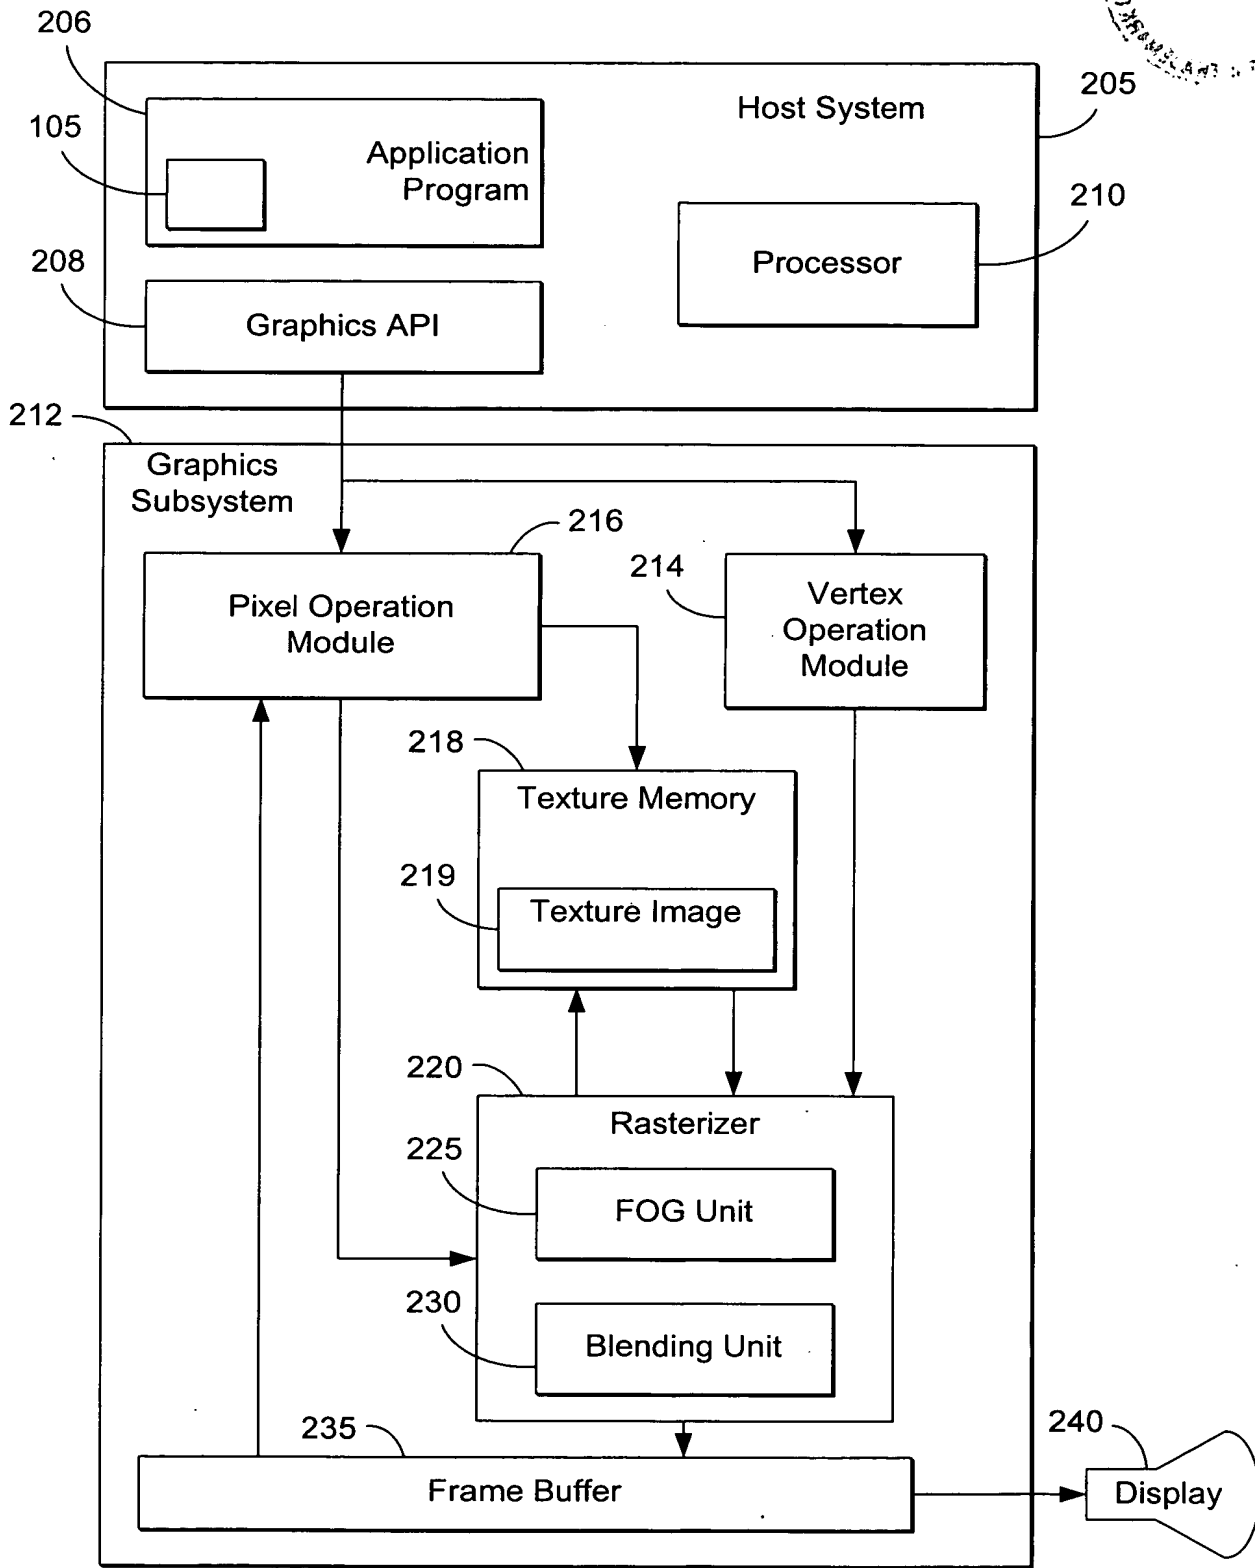 206
105
Application
Program
Host System
205
210
Processor
208
Graphics API
212
Graphics
Subsystem
216
Pixel Operation
Module
214
Vertex
Operation
Module
218
Texture Memory
219
Texture Image
220
Rasterizer
225
FOG Unit
230
Blending Unit
235
Frame Buffer
240
Display